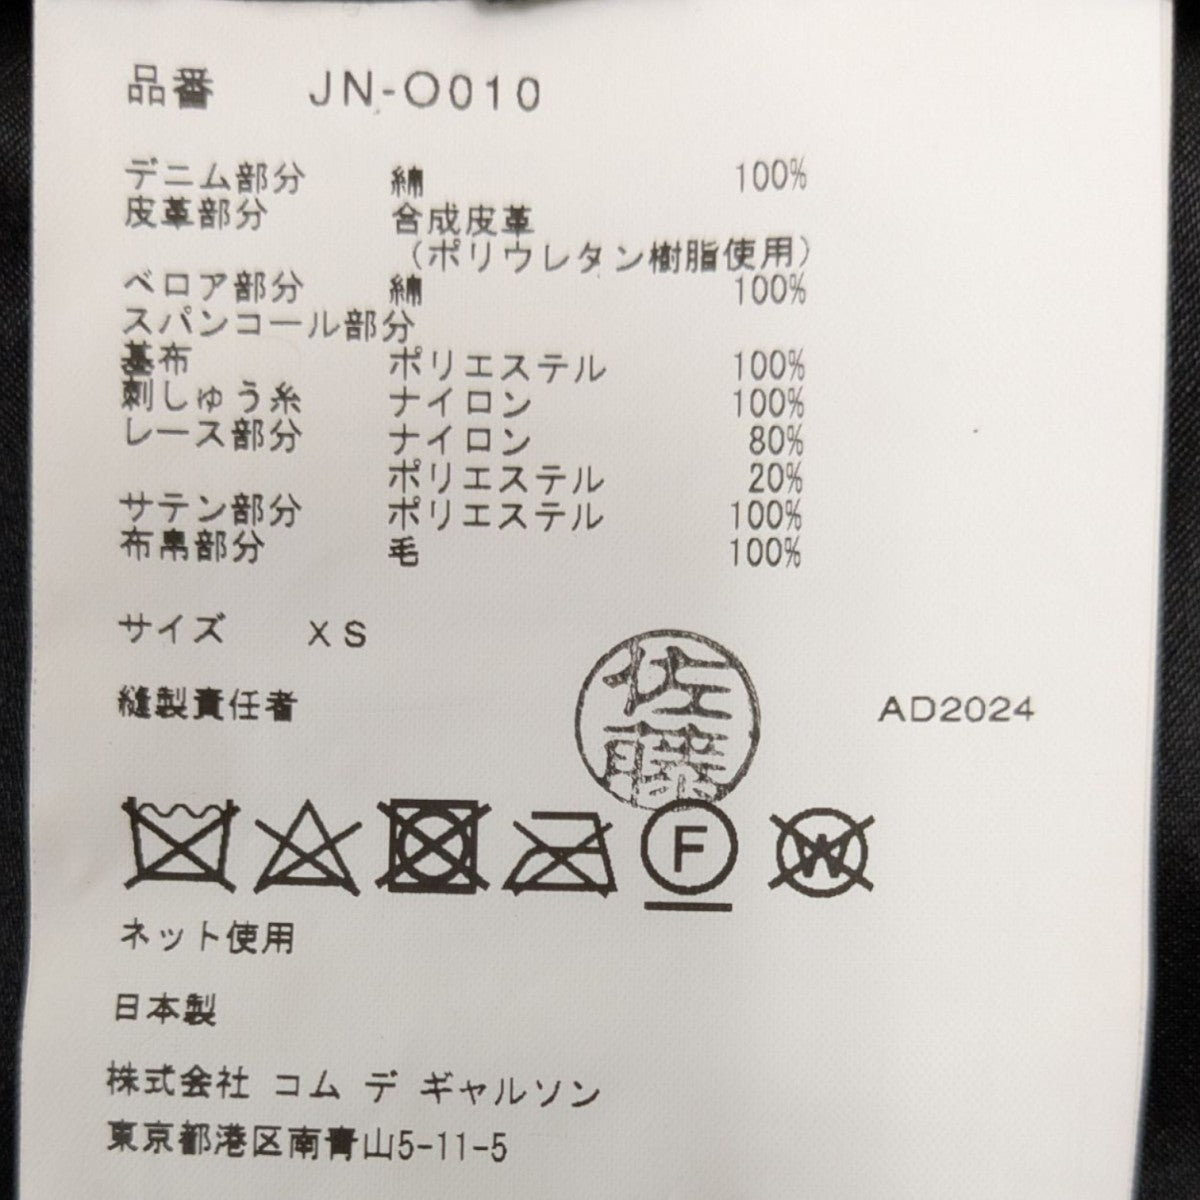 品番 JN-O010
デニム部分 綿 100%
皮革部分 合成皮革
（ポリウレタン樹脂使用）
ベロア部分 綿 100%
スパンコール部分
基布 ポリエステル 100%
刺しゅう糸 ナイロン 100%
レース部分 ナイロン 80%
ポリエステル 20%
サテン部分 ポリエステル 100%
布帛部分 毛 100%
サイズ XS
縫製責任者 佐藤 AD2024
F W
ネット使用
日本製
株式会社 コム デ ギャルソン
東京都港区南青山5-11-5